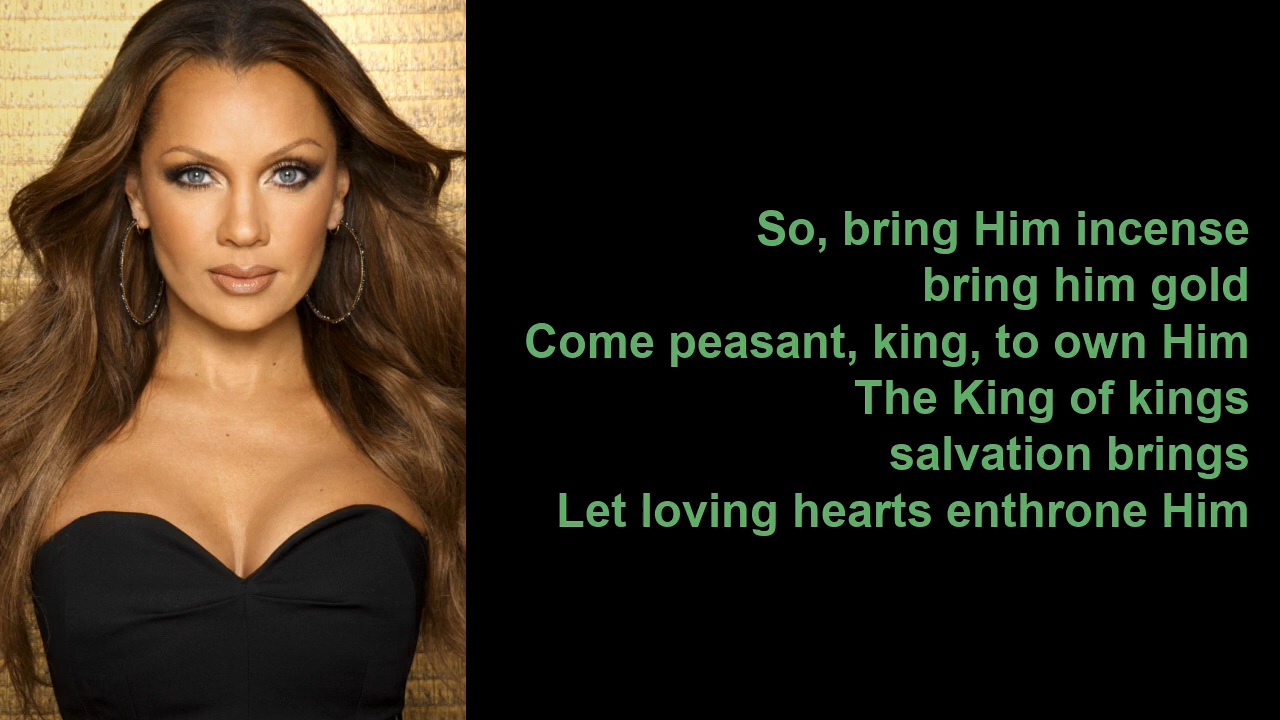 So, bring Him incense
bring him gold
Come peasant, king, to own Him
The King of kings
salvation brings
Let loving hearts enthrone Him